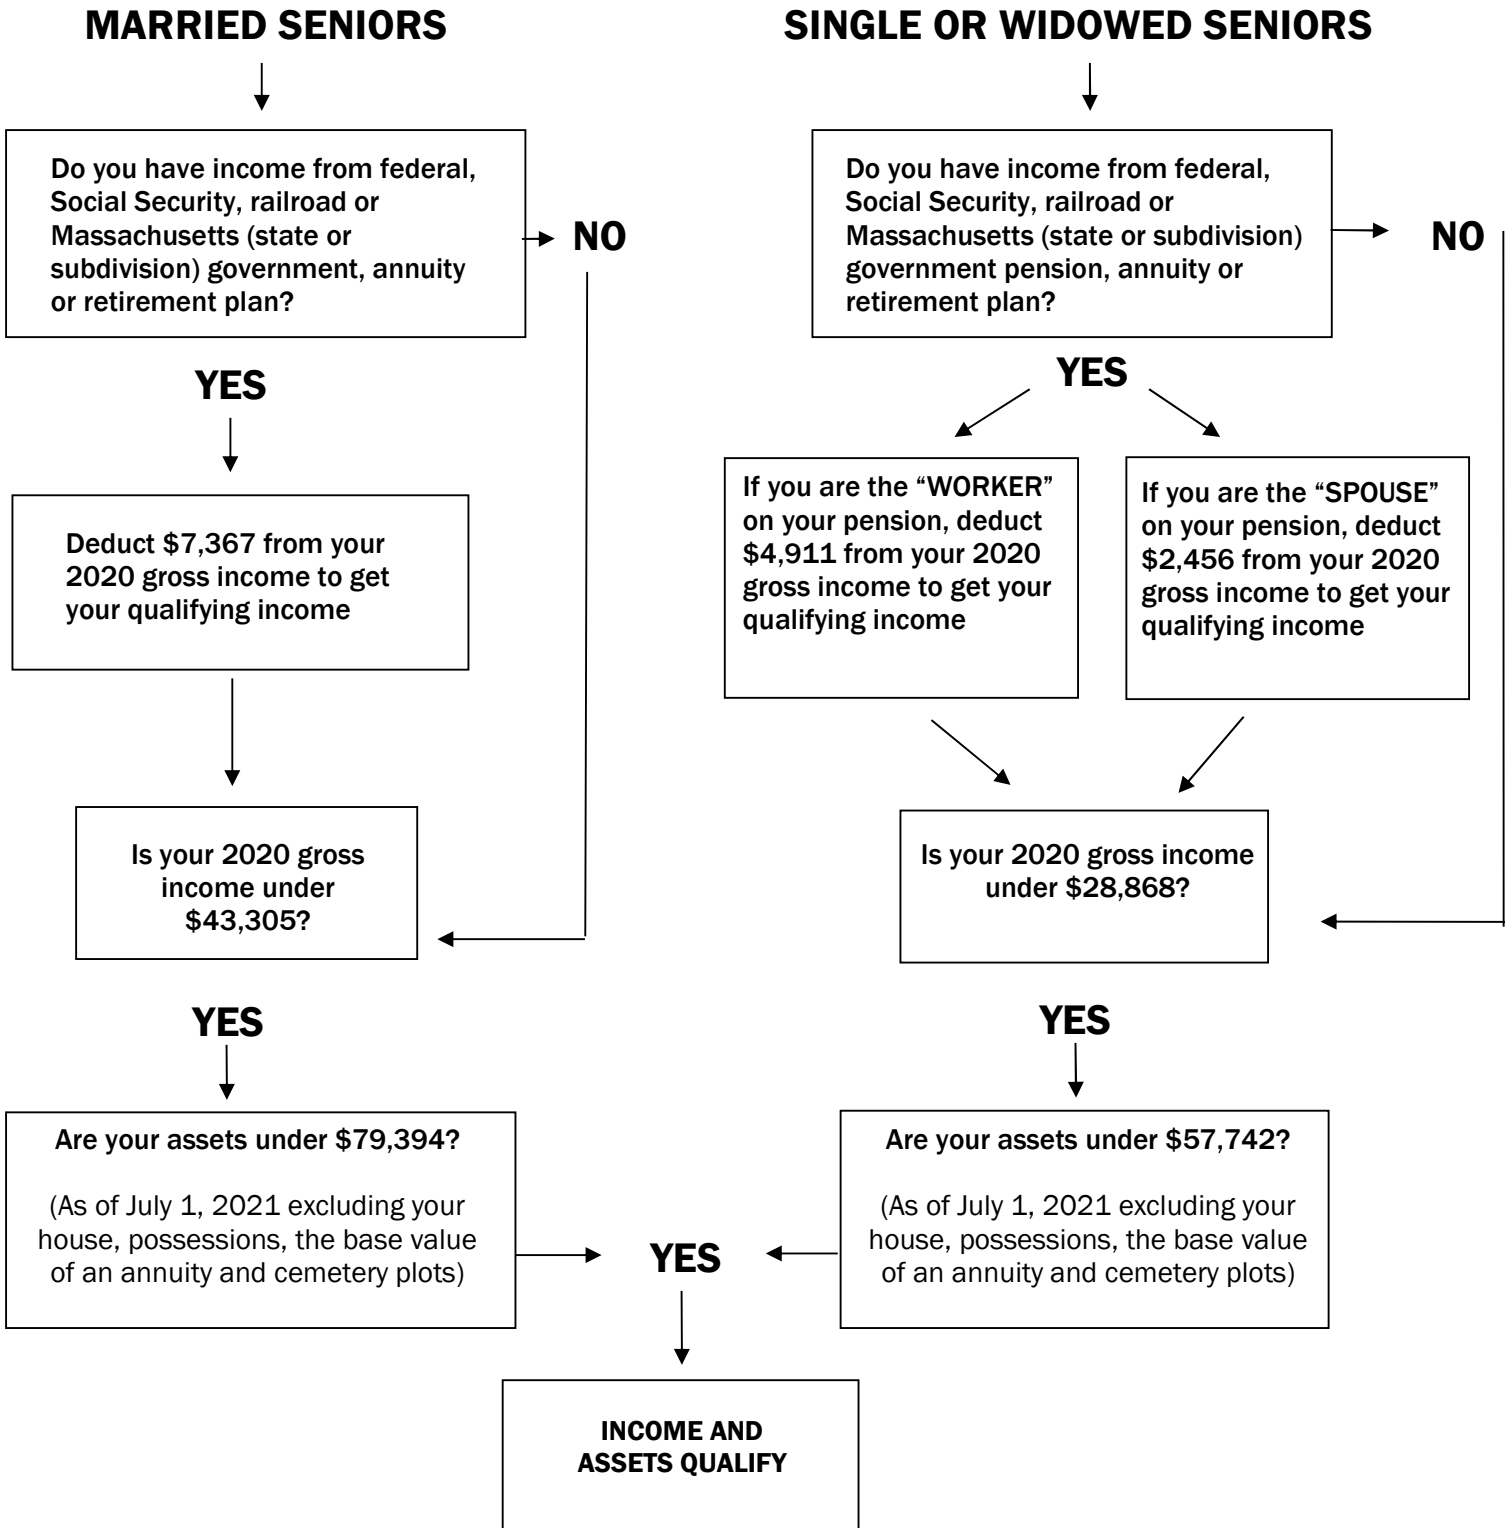 MARRIED SENIORS
Do you have income from federal,
Social Security, railroad or
Massachusetts (state or
subdivision) government, annuity
or retirement plan?
NO
YES
Deduct $7,367 from your
2020 gross income to get
your qualifying income
Is your 2020 gross
income under
$43,305?
YES
Are your assets under $79,394?
(As of July 1, 2021 excluding your
house, possessions, the base value
of an annuity and cemetery plots)
SINGLE OR WIDOWED SENIORS
Do you have income from federal,
Social Security, railroad or
Massachusetts (state or subdivision)
government pension, annuity or
retirement plan?
NO
YES
If you are the “WORKER”
on your pension, deduct
$4,911 from your 2020
gross income to get your
qualifying income
If you are the “SPOUSE”
on your pension, deduct
$2,456 from your 2020
gross income to get your
qualifying income
Is your 2020 gross income
under $28,868?
YES
Are your assets under $57,742?
(As of July 1, 2021 excluding your
house, possessions, the base value
of an annuity and cemetery plots)
YES
INCOME AND
ASSETS QUALIFY